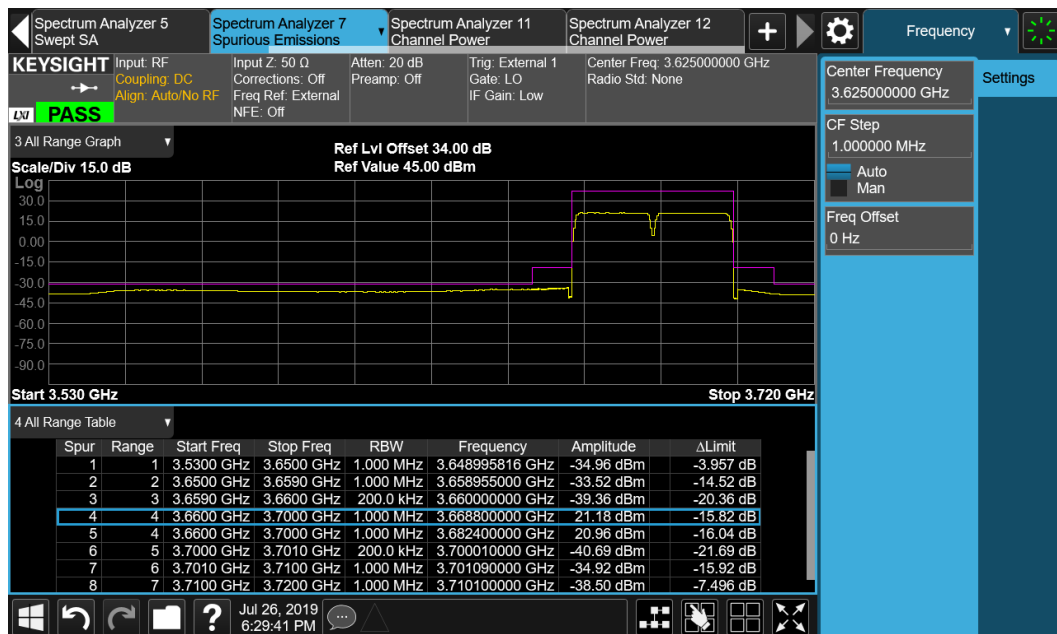 Spectrum Analyzer 5
Swept SA
Spectrum Analyzer 7
Spurious Emissions
Spectrum Analyzer 11
Channel Power
Spectrum Analyzer 12
Channel Power
+
Frequency
KEYSIGHT
LXI PASS
Input: RF
Coupling: DC
Align: Auto/No RF
Input Z: 50 Ω
Corrections: Off
Freq Ref: External
NFE: Off
Atten: 20 dB
Preamp: Off
Trig: External 1
Gate: LO
IF Gain: Low
Center Freq: 3.625000000 GHz
Radio Std: None
Center Frequency
3.625000000 GHz
Settings
CF Step
1.000000 MHz
Auto
Man
Freq Offset
0 Hz
3 All Range Graph
Scale/Div 15.0 dB
Ref Lvl Offset 34.00 dB
Ref Value 45.00 dBm
Log
30.0
15.0
0.00
-15.0
-30.0
-45.0
-60.0
-75.0
-90.0
Start 3.530 GHz
Stop 3.720 GHz
4 All Range Table
Spur Range Start Freq Stop Freq RBW Frequency Amplitude ΔLimit
1 1 3.5300 GHz 3.6500 GHz 1.000 MHz 3.648995816 GHz -34.96 dBm -3.957 dB
2 2 3.6500 GHz 3.6590 GHz 1.000 MHz 3.658955000 GHz -33.52 dBm -14.52 dB
3 3 3.6590 GHz 3.6600 GHz 200.0 kHz 3.660000000 GHz -39.36 dBm -20.36 dB
4 4 3.6600 GHz 3.7000 GHz 1.000 MHz 3.668800000 GHz 21.18 dBm -15.82 dB
5 4 3.6600 GHz 3.7000 GHz 1.000 MHz 3.682400000 GHz 20.96 dBm -16.04 dB
6 5 3.7000 GHz 3.7010 GHz 200.0 kHz 3.700010000 GHz -40.69 dBm -21.69 dB
7 6 3.7010 GHz 3.7100 GHz 1.000 MHz 3.701090000 GHz -34.92 dBm -15.92 dB
8 7 3.7100 GHz 3.7200 GHz 1.000 MHz 3.710100000 GHz -38.50 dBm -7.496 dB
?
Jul 26, 2019
6:29:41 PM